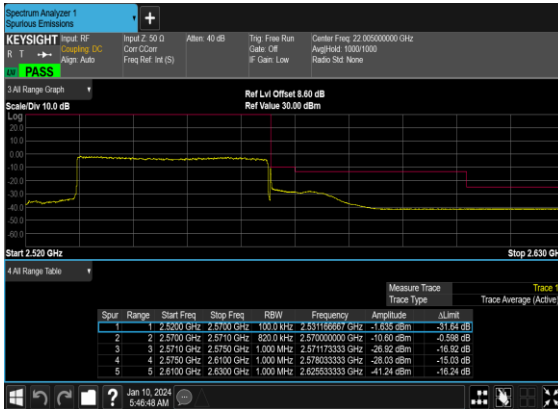 Spectrum Analyzer 1
Spurious Emissions
KEYSIGHT Input: RF Input Z: 50 Ω Atten: 40 dB Trig: Free Run Center Freq: 22.005000000 GHz
R T Coupling: DC Corr CCorr Gate: Off Avg|Hold: 1000/1000
Align: Auto Freq Ref: Int (S) IF Gain: Low Radio Std: None
PASS
3 All Range Graph
Ref Lvl Offset 8.60 dB
Scale/Div 10.0 dB Ref Value 30.00 dBm
Log
20.0
10.0
0.00
-10.0
-20.0
-30.0
-40.0
-50.0
-60.0
Start 2.520 GHz Stop 2.630 GH
4 All Range Table
Measure Trace Trace 1
Trace Type Trace Average (Active)
Spur Range Start Freq Stop Freq RBW Frequency Amplitude ΔLimit
1 1 2.5200 GHz 2.5700 GHz 100.0 kHz 2.531166667 GHz -1.635 dBm -31.64 dB
2 2 2.5700 GHz 2.5710 GHz 820.0 kHz 2.570000000 GHz -10.60 dBm -0.598 dB
3 3 2.5710 GHz 2.5750 GHz 1.000 MHz 2.571173333 GHz -26.92 dBm -16.92 dB
4 4 2.5750 GHz 2.6100 GHz 1.000 MHz 2.578033333 GHz -28.03 dBm -15.03 dB
5 5 2.6100 GHz 2.6300 GHz 1.000 MHz 2.625533333 GHz -41.24 dBm -16.24 dB
Jan 10, 2024
5:46:48 AM